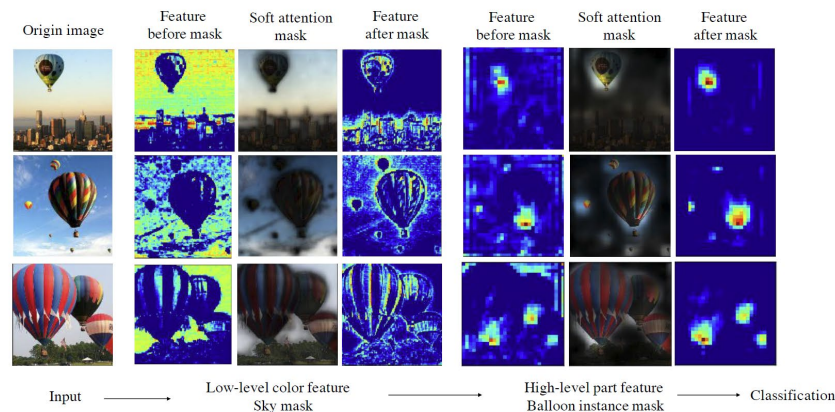 Origin image
Feature
before mask
Soft attention
mask
Feature
after mask
Feature
before mask
Soft attention
mask
Feature
after mask
Input
Low-level color feature
Sky mask
High-level part feature
Balloon instance mask
Classification